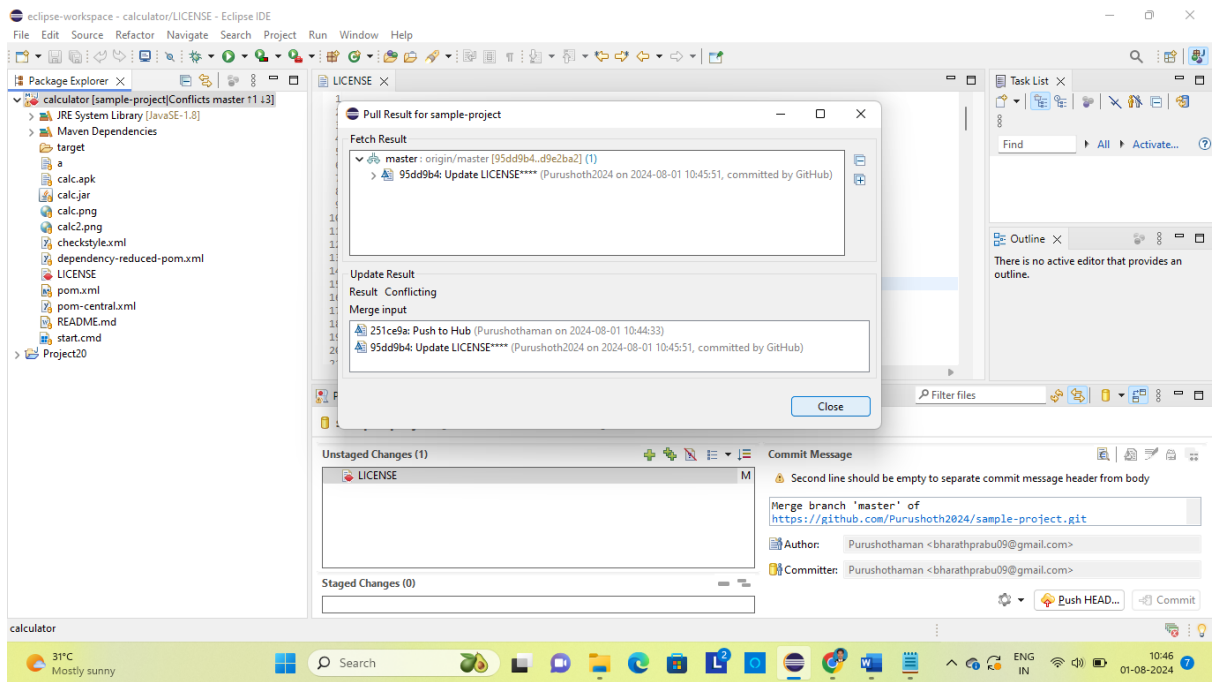 eclipse-workspace - calculator/LICENSE - Eclipse IDE
File Edit Source Refactor Navigate Search Project Run Window Help
Package Explorer
calculator [sample-project|Conflicts master ↑1 ↓3]
JRE System Library [JavaSE-1.8]
Maven Dependencies
target
a
calc.apk
calc.jar
calc.png
calc2.png
checkstyle.xml
dependency-reduced-pom.xml
LICENSE
pom.xml
pom-central.xml
README.md
start.cmd
Project20
LICENSE
1
Pull Result for sample-project
Fetch Result
master : origin/master [95dd9b4..d9e2ba2] (1)
95dd9b4: Update LICENSE**** (Purushoth2024 on 2024-08-01 10:45:51, committed by GitHub)
Update Result
Result Conflicting
Merge input
251ce9a: Push to Hub (Purushothaman on 2024-08-01 10:44:33)
95dd9b4: Update LICENSE**** (Purushoth2024 on 2024-08-01 10:45:51, committed by GitHub)
Close
Task List
Find All Activate...
Outline
There is no active editor that provides an
outline.
Filter files
Unstaged Changes (1)
LICENSE M
Staged Changes (0)
Commit Message
Second line should be empty to separate commit message header from body
Merge branch 'master' of
https://github.com/Purushoth2024/sample-project.git
Author: Purushothaman <bharathprabu09@gmail.com>
Committer: Purushothaman <bharathprabu09@gmail.com>
Push HEAD... Commit
calculator
31°C
Mostly sunny
Search
ENG
IN
10:46
01-08-2024
7